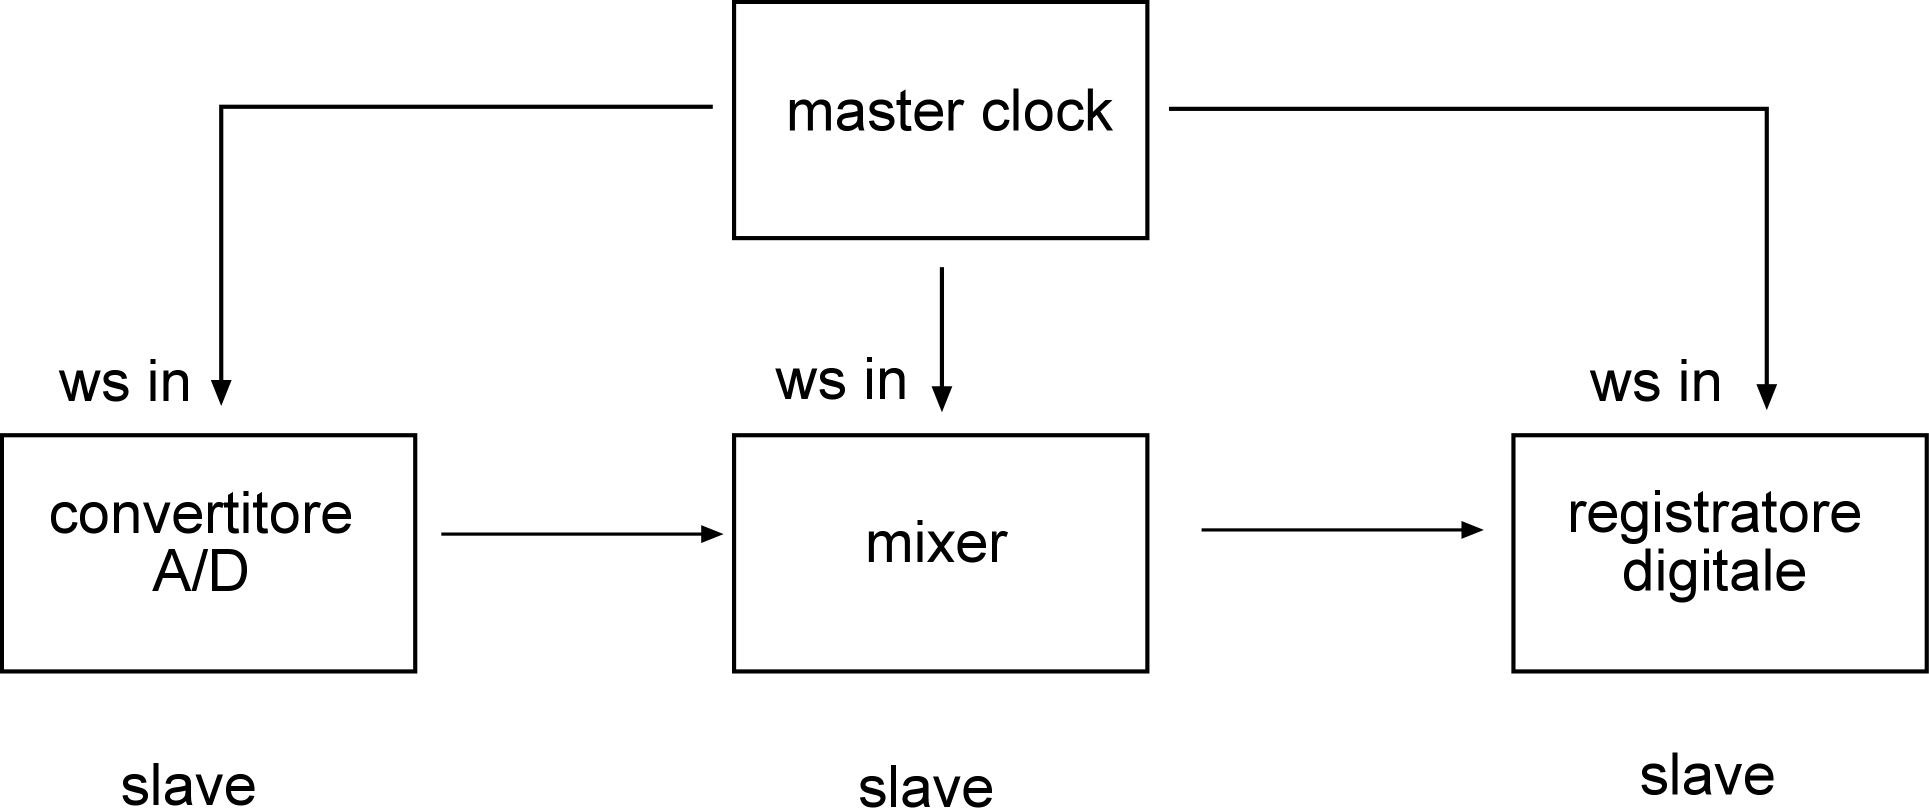 master clock
ws in
ws in
ws in
convertitore
A/D
mixer
registratore
digitale
slave
slave
slave